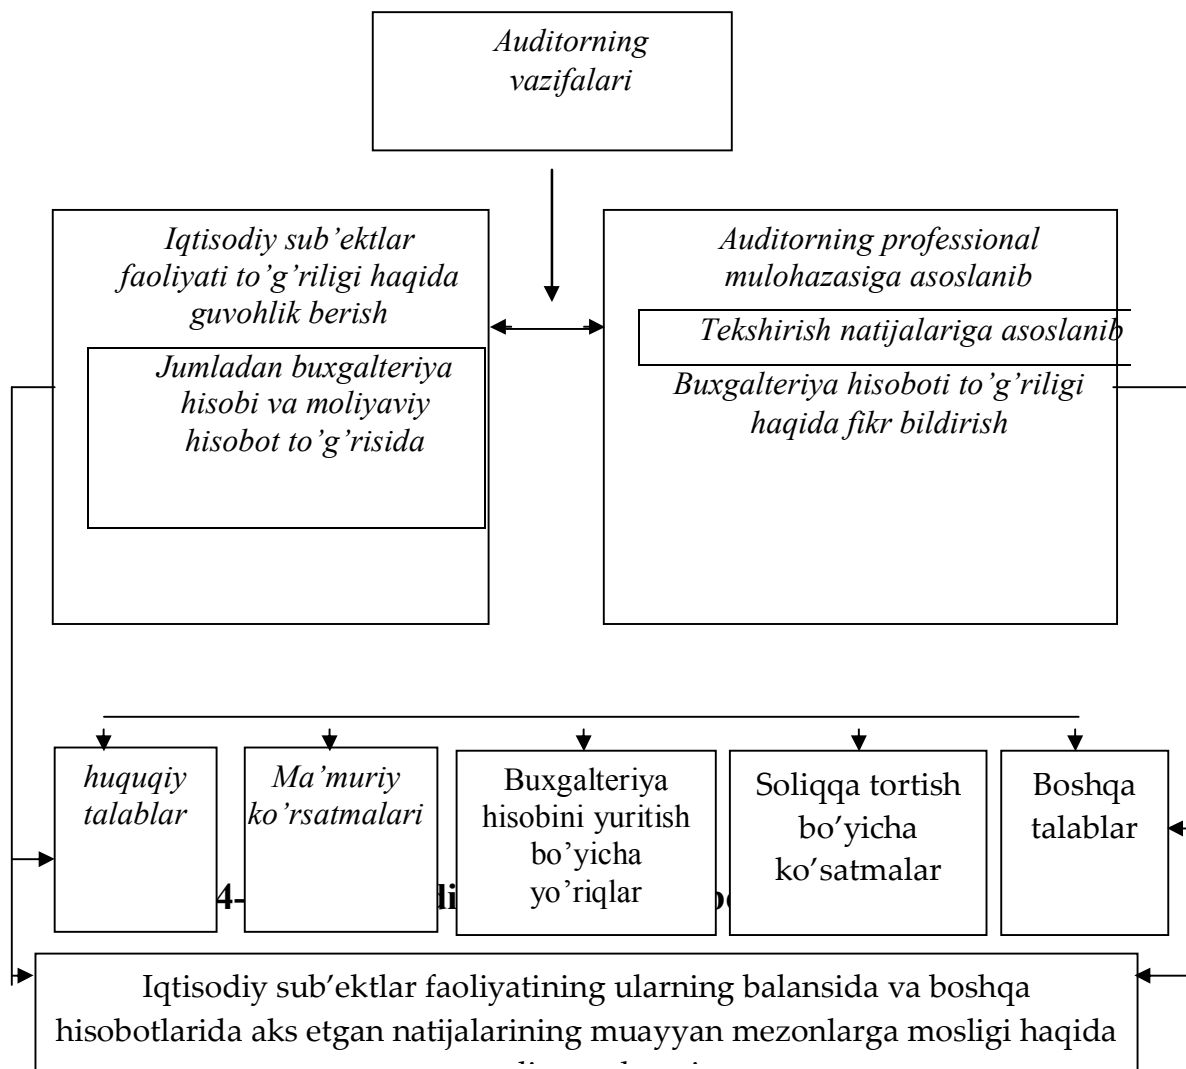 Auditorning
vazifalari
Iqtisodiy sub’ektlar
faoliyati to’g’riligi haqida
guvohlik berish
Jumladan buxgalteriya
hisobi va moliyaviy
hisobot to’g’risida
Auditorning professional
mulohazasiga asoslanib
Tekshirish natijalariga asoslanib
Buxgalteriya hisoboti to’g’riligi
haqida fikr bildirish
huquqiy
talablar
Ma’muriy
ko’rsatmalari
Buxgalteriya
hisobini yuritish
bo’yicha
yo’riqlar
Soliqqa tortish
bo’yicha
ko’satmalar
Boshqa
talablar
4-
Iqtisodiy sub’ektlar faoliyatining ularning balansida va boshqa
hisobotlarida aks etgan natijalarining muayyan mezonlarga mosligi haqida